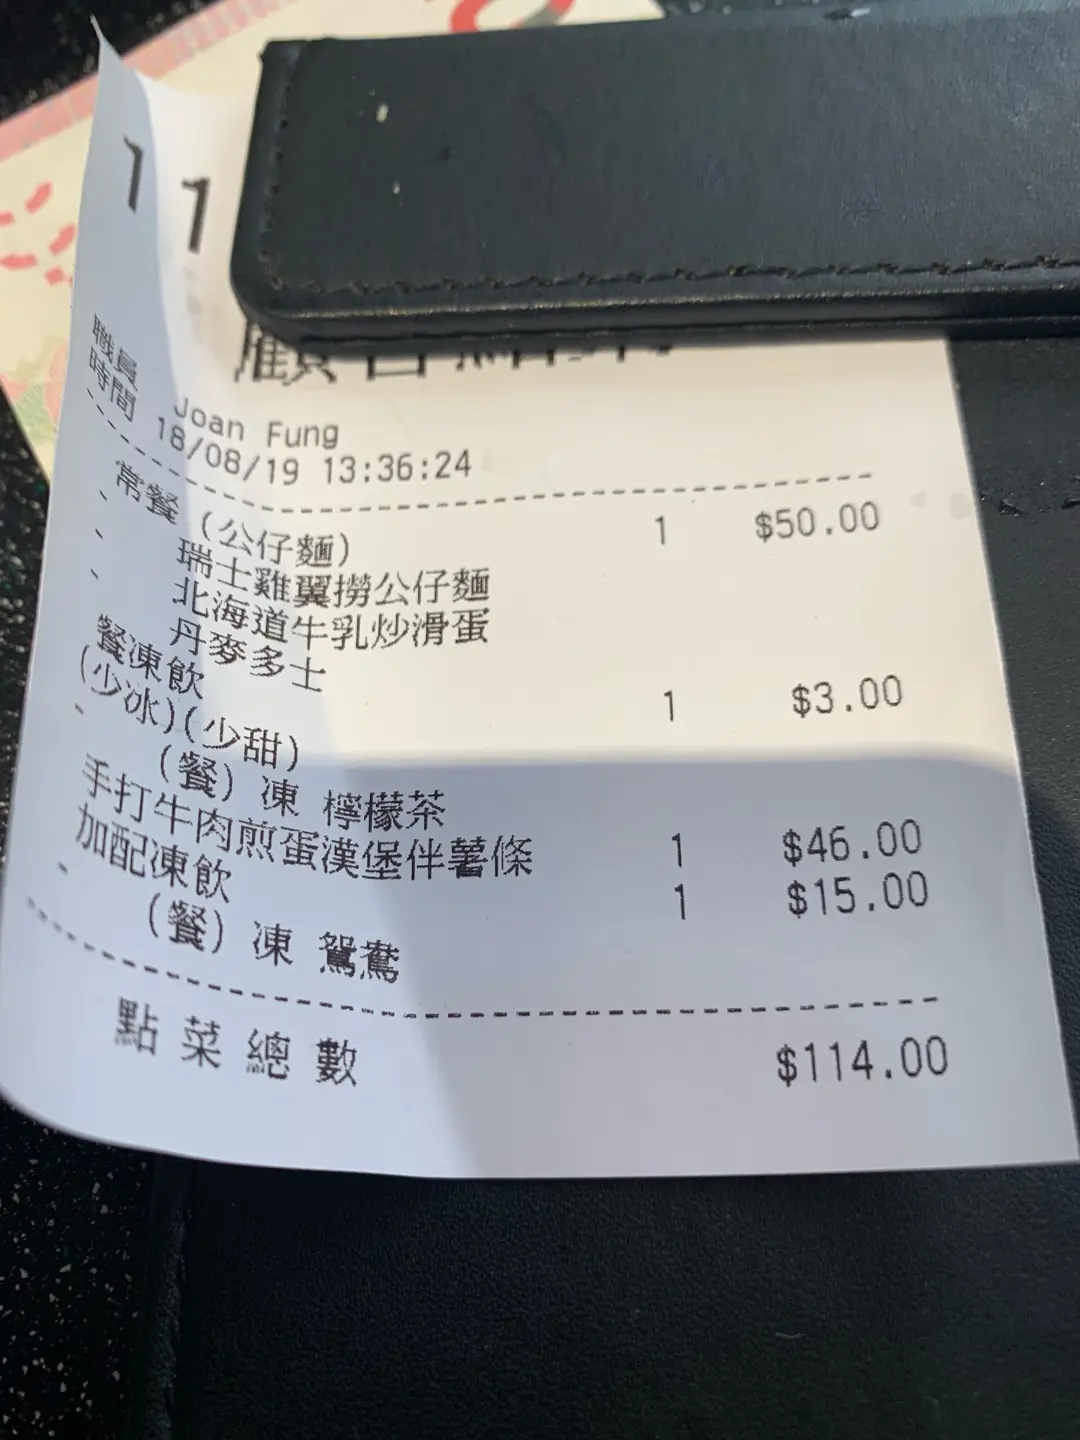 11
職員 Joan Fung
時間 18/08/19 13:36:24
常餐 (公仔麵) 1 $50.00
- 瑞士雞翼撈公仔麵
- 北海道牛乳炒滑蛋
- 丹麥多士
餐凍飲 1 $3.00
(少冰)(少甜)
- (餐) 凍 檸檬茶
手打牛肉煎蛋漢堡伴薯條 1 $46.00
加配凍飲 1 $15.00
- (餐) 凍 鴛鴦
點菜總數 $114.00